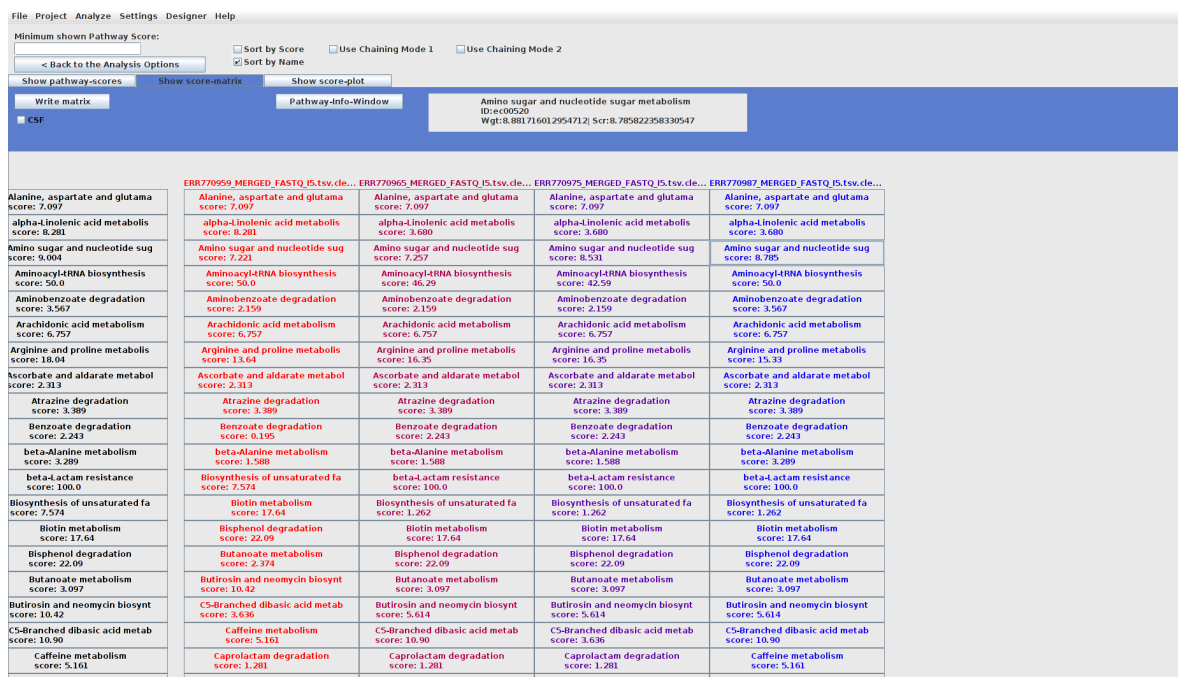 File Project Analyze Settings Designer Help
Minimum shown Pathway Score:
Sort by Score Use Chaining Mode 1 Use Chaining Mode 2
< Back to the Analysis Options Sort by Name
Show pathway-scores Show score-matrix Show score-plot
Write matrix Pathway-Info-Window Amino sugar and nucleotide sugar metabolism
ID:ec00520
CSF Wgt:8.881716012954712| Scr:8.785822358330547
ERR770959_MERGED_FASTQ_I5.tsv.cle... ERR770965_MERGED_FASTQ_I5.tsv.cle... ERR770975_MERGED_FASTQ_I5.tsv.cle... ERR770987_MERGED_FASTQ_I5.tsv.cle...
Alanine, aspartate and glutama Alanine, aspartate and glutama Alanine, aspartate and glutama Alanine, aspartate and glutama Alanine, aspartate and glutama
score: 7.097 score: 7.097 score: 7.097 score: 7.097 score: 7.097
alpha-Linolenic acid metabolis alpha-Linolenic acid metabolis alpha-Linolenic acid metabolis alpha-Linolenic acid metabolis alpha-Linolenic acid metabolis
score: 8.281 score: 8.281 score: 3.680 score: 3.680 score: 3.680
Amino sugar and nucleotide sug Amino sugar and nucleotide sug Amino sugar and nucleotide sug Amino sugar and nucleotide sug Amino sugar and nucleotide sug
score: 9.004 score: 7.221 score: 7.257 score: 8.531 score: 8.785
Aminoacyl-tRNA biosynthesis Aminoacyl-tRNA biosynthesis Aminoacyl-tRNA biosynthesis Aminoacyl-tRNA biosynthesis Aminoacyl-tRNA biosynthesis
score: 50.0 score: 50.0 score: 46.29 score: 42.59 score: 50.0
Aminobenzoate degradation Aminobenzoate degradation Aminobenzoate degradation Aminobenzoate degradation Aminobenzoate degradation
score: 3.567 score: 2.159 score: 2.159 score: 2.159 score: 3.567
Arachidonic acid metabolism Arachidonic acid metabolism Arachidonic acid metabolism Arachidonic acid metabolism Arachidonic acid metabolism
score: 6.757 score: 6.757 score: 6.757 score: 6.757 score: 6.757
Arginine and proline metabolis Arginine and proline metabolis Arginine and proline metabolis Arginine and proline metabolis Arginine and proline metabolis
score: 18.04 score: 13.64 score: 16.35 score: 16.35 score: 15.33
Ascorbate and aldarate metabol Ascorbate and aldarate metabol Ascorbate and aldarate metabol Ascorbate and aldarate metabol Ascorbate and aldarate metabol
score: 2.313 score: 2.313 score: 2.313 score: 2.313 score: 2.313
Atrazine degradation Atrazine degradation Atrazine degradation Atrazine degradation Atrazine degradation
score: 3.389 score: 3.389 score: 3.389 score: 3.389 score: 3.389
Benzoate degradation Benzoate degradation Benzoate degradation Benzoate degradation Benzoate degradation
score: 2.243 score: 0.195 score: 2.243 score: 2.243 score: 2.243
beta-Alanine metabolism beta-Alanine metabolism beta-Alanine metabolism beta-Alanine metabolism beta-Alanine metabolism
score: 3.289 score: 1.588 score: 1.588 score: 1.588 score: 3.289
beta-Lactam resistance Biosynthesis of unsaturated fa beta-Lactam resistance beta-Lactam resistance beta-Lactam resistance
score: 100.0 score: 7.574 score: 100.0 score: 100.0 score: 100.0
Biosynthesis of unsaturated fa Biotin metabolism Biosynthesis of unsaturated fa Biosynthesis of unsaturated fa Biosynthesis of unsaturated fa
score: 7.574 score: 17.64 score: 1.262 score: 1.262 score: 1.262
Biotin metabolism Bisphenol degradation Biotin metabolism Biotin metabolism Biotin metabolism
score: 17.64 score: 22.09 score: 17.64 score: 17.64 score: 17.64
Bisphenol degradation Butanoate metabolism Bisphenol degradation Bisphenol degradation Bisphenol degradation
score: 22.09 score: 2.374 score: 22.09 score: 22.09 score: 22.09
Butanoate metabolism Butirosin and neomycin biosynt Butanoate metabolism Butanoate metabolism Butanoate metabolism
score: 3.097 score: 10.42 score: 3.097 score: 3.097 score: 3.097
Butirosin and neomycin biosynt C5-Branched dibasic acid metab Butirosin and neomycin biosynt Butirosin and neomycin biosynt Butirosin and neomycin biosynt
score: 10.42 score: 3.636 score: 5.614 score: 5.614 score: 5.614
C5-Branched dibasic acid metab Caffeine metabolism C5-Branched dibasic acid metab C5-Branched dibasic acid metab C5-Branched dibasic acid metab
score: 10.90 score: 5.161 score: 10.90 score: 3.636 score: 10.90
Caffeine metabolism Caprolactam degradation Caprolactam degradation Caprolactam degradation Caffeine metabolism
score: 5.161 score: 1.281 score: 1.281 score: 1.281 score: 5.161